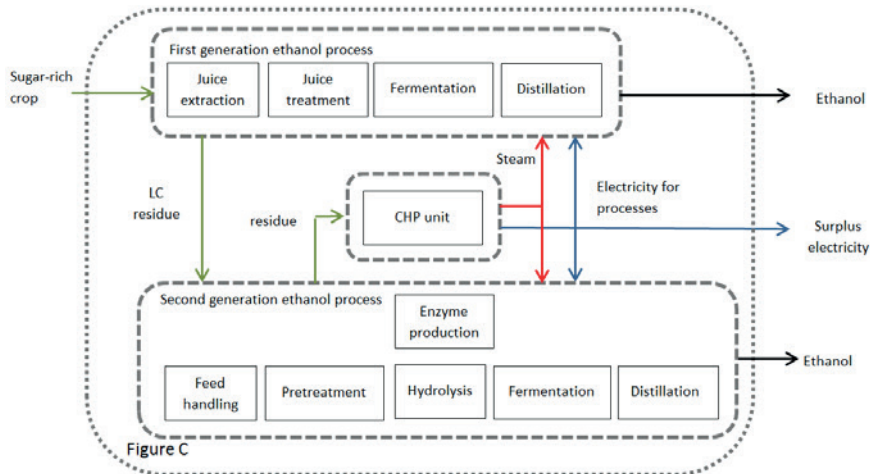 First generation ethanol process
Sugar-rich
crop
Juice
extraction
Juice
treatment
Fermentation
Distillation
Ethanol
Steam
LC
residue
residue
CHP unit
Electricity for
processes
Surplus
electricity
Second generation ethanol process
Enzyme
production
Feed
handling
Pretreatment
Hydrolysis
Fermentation
Distillation
Ethanol
Figure C